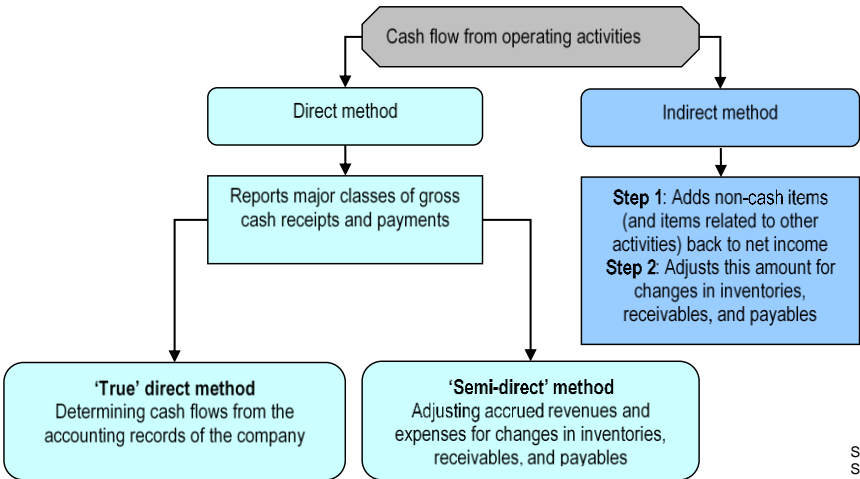 Cash flow from operating activities
Direct method
Indirect method
Reports major classes of gross
cash receipts and payments
Step 1: Adds non-cash items
(and items related to other
activities) back to net income
Step 2: Adjusts this amount for
changes in inventories,
receivables, and payables
‘True’ direct method
Determining cash flows from the
accounting records of the company
‘Semi-direct’ method
Adjusting accrued revenues and
expenses for changes in inventories,
receivables, and payables
S
S